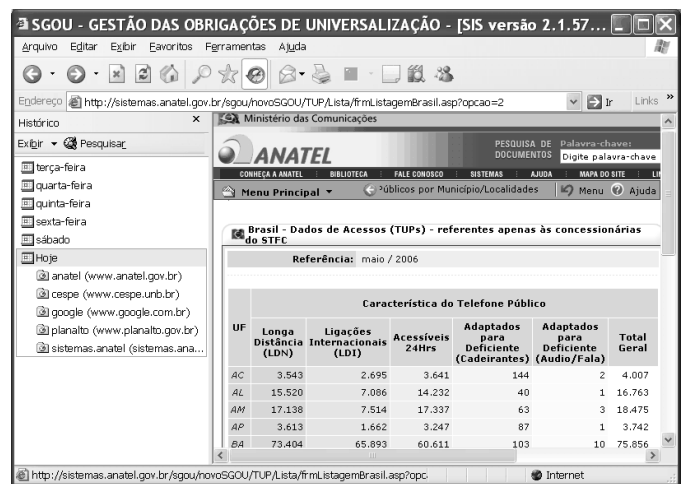 SGOU - GESTÃO DAS OBRIGAÇÕES DE UNIVERSALIZAÇÃO - [SIS versão 2.1.57...
Arquivo Editar Exibir Favoritos Ferramentas Ajuda
Endereço http://sistemas.anatel.gov.br/sgou/novoSGOU/TUP/Lista/frmListagemBrasil.asp?opcao=2 Ir Links »
Histórico x
Exibir Pesquisar
terça-feira
quarta-feira
quinta-feira
sexta-feira
sábado
Hoje
anatel (www.anatel.gov.br)
cespe (www.cespe.unb.br)
google (www.google.com.br)
planalto (www.planalto.gov.br)
sistemas.anatel (sistemas.ana...
Ministério das Comunicações
ANATEL
PESQUISA DE DOCUMENTOS
Palavra-chave:
Digite palavra-chave
CONHEÇA A ANATEL BIBLIOTECA FALE CONOSCO SISTEMAS AJUDA MAPA DO SITE LI
Menu Principal úblicos por Município/Localidades Menu Ajuda
Brasil - Dados de Acessos (TUPs) - referentes apenas às concessionárias
do STFC
Referência: maio / 2006
Característica do Telefone Público
UF Longa Distância (LDN) Ligações Internacionais (LDI) Acessíveis 24Hrs Adaptados para Deficiente (Cadeirantes) Adaptados para Deficiente (Audio/Fala) Total Geral
AC 3.543 2.695 3.641 144 2 4.007
AL 15.520 7.086 14.232 40 1 16.763
AM 17.138 7.514 17.337 63 3 18.475
AP 3.613 1.662 3.247 87 1 3.742
BA 73.404 65.893 60.611 103 10 75.856
http://sistemas.anatel.gov.br/sgou/novoSGOU/TUP/Lista/frmListagemBrasil.asp?opc Internet